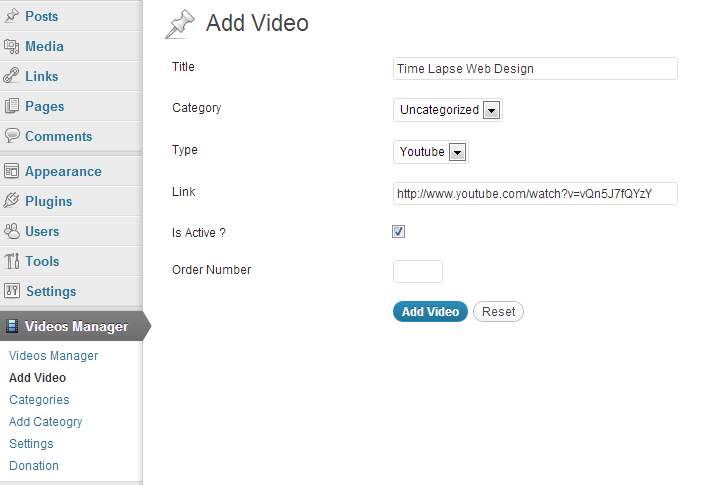 Posts
Media
Links
Pages
Comments
Appearance
Plugins
Users
Tools
Settings
Videos Manager
Videos Manager
Add Video
Categories
Add Cateogry
Settings
Donation
Add Video
Title
Time Lapse Web Design
Category
Uncategorized
Type
Youtube
Link
http://www.youtube.com/watch?v=vQn5J7fQYzY
Is Active ?
Order Number
Add Video
Reset